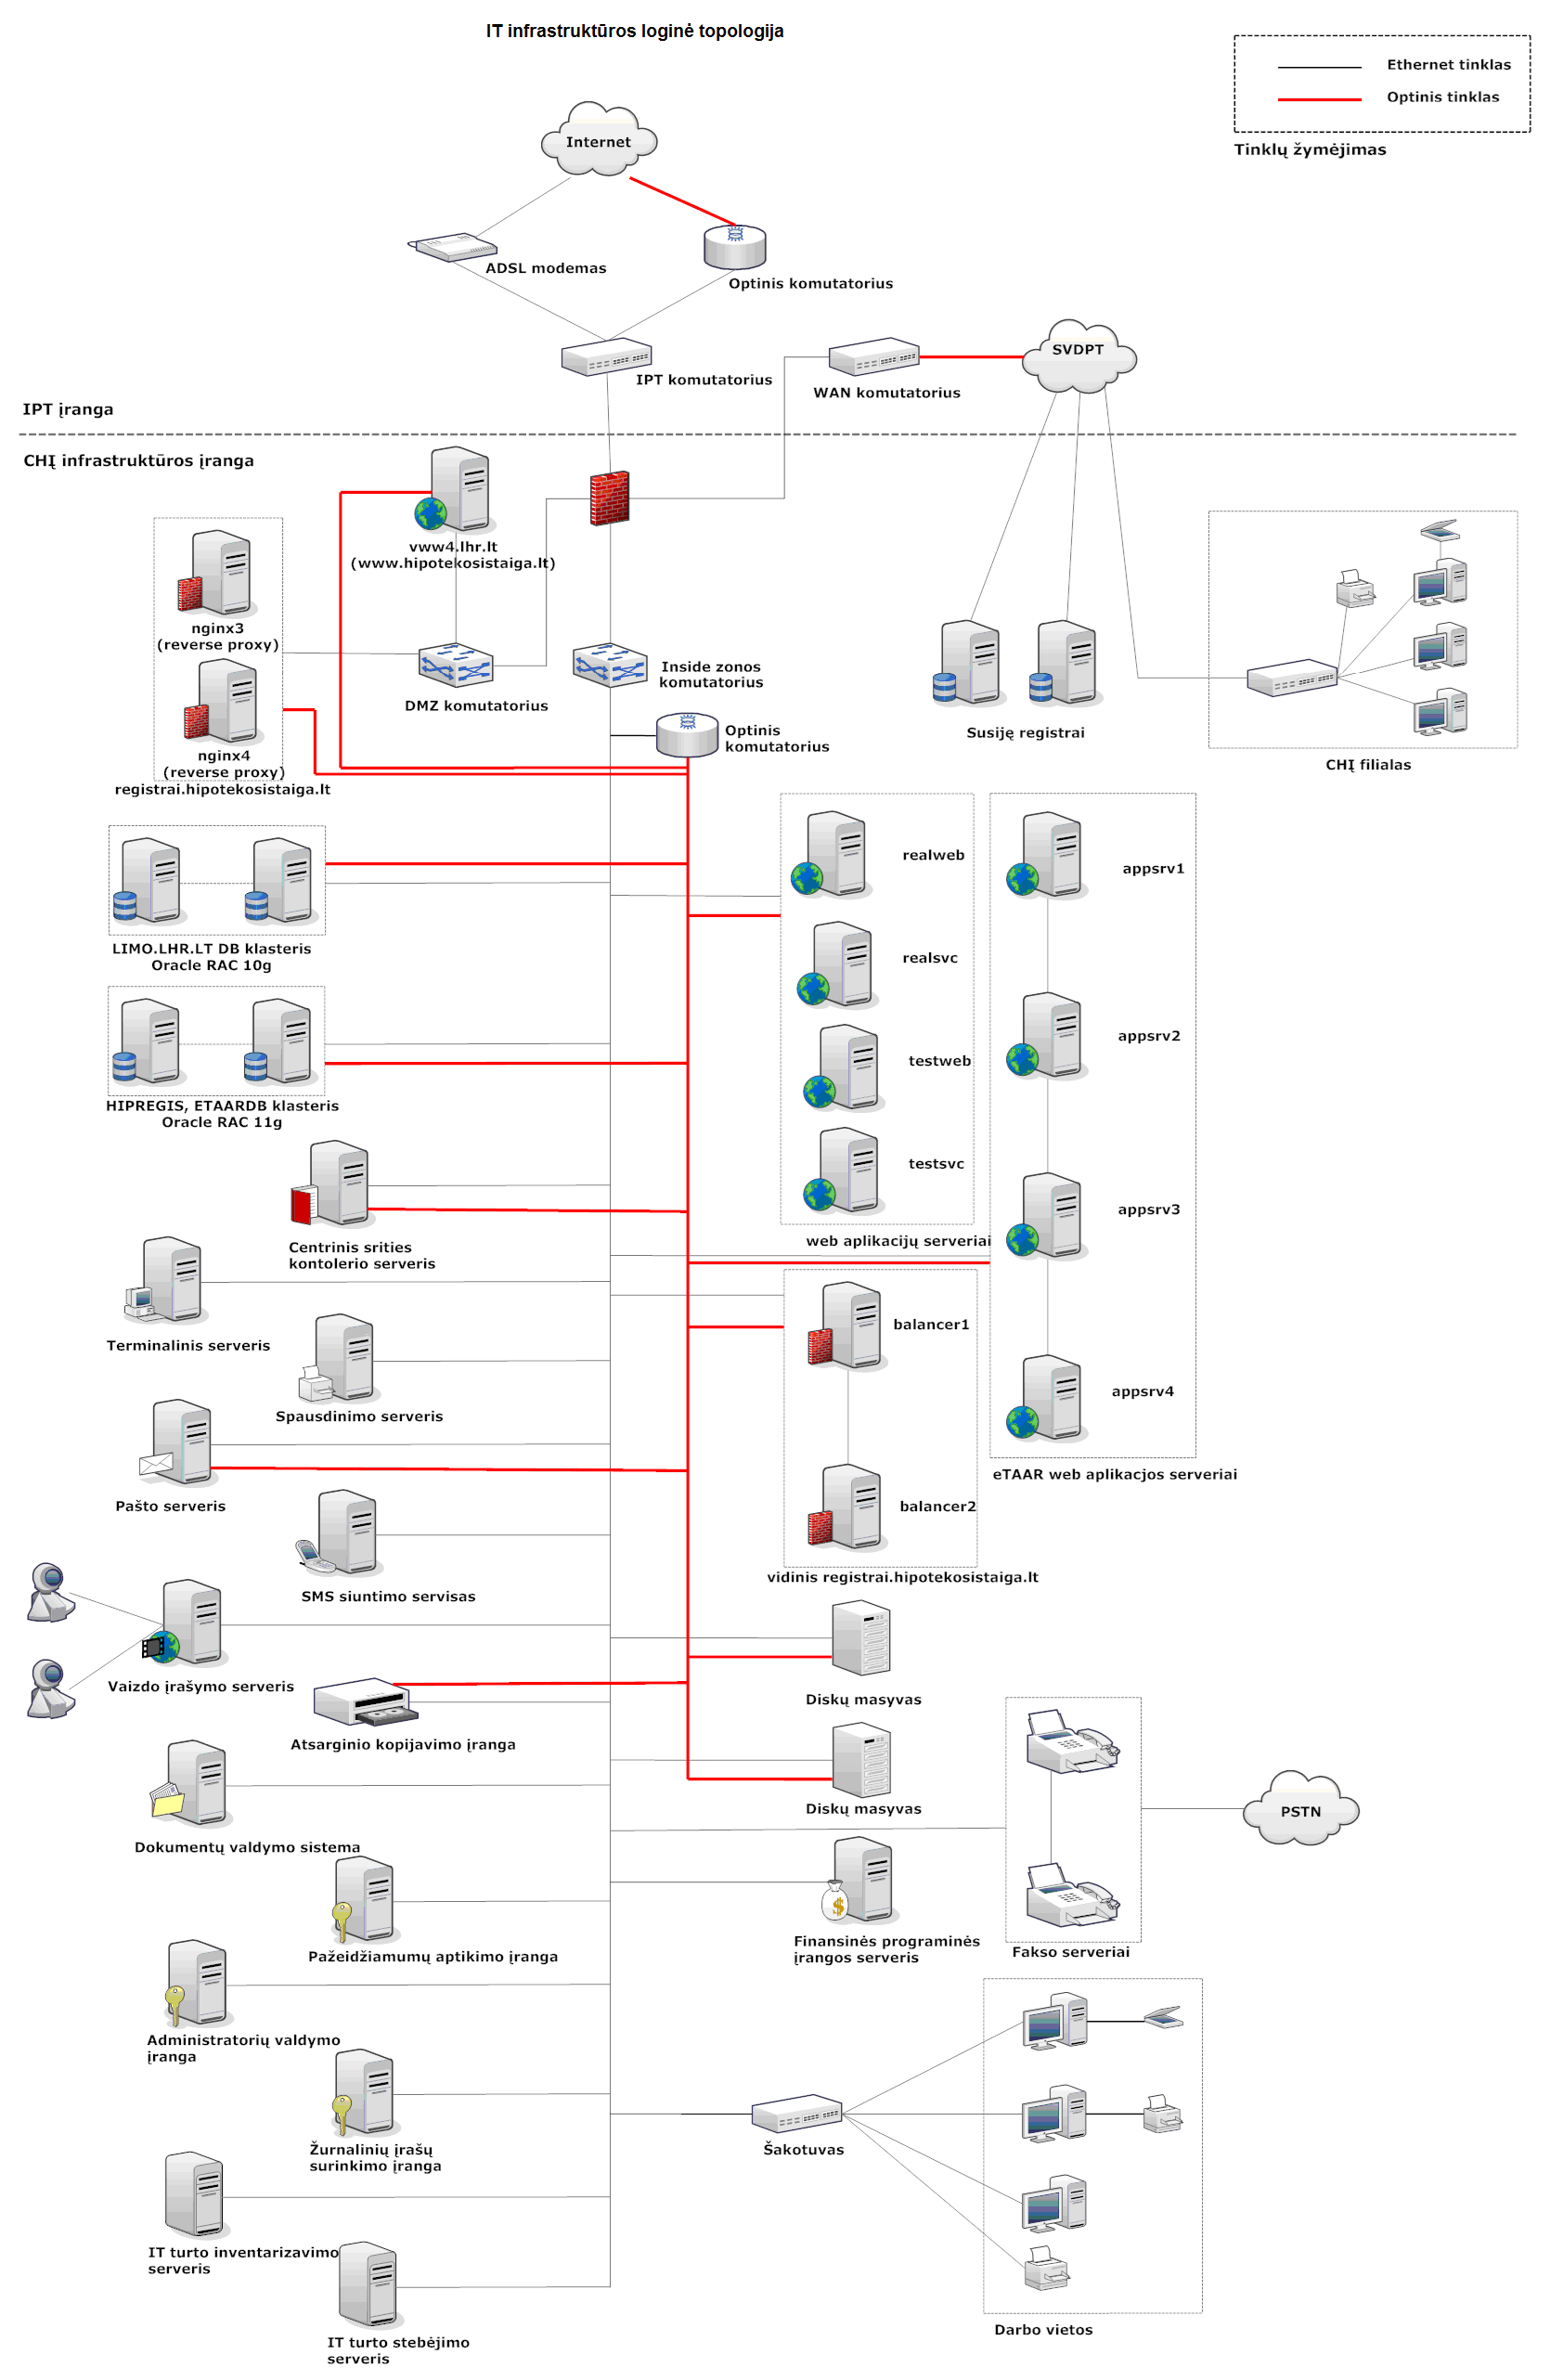 IT infrastruktūros loginė topologija
Ethernet tinklas
Optinis tinklas
Tinklų žymėjimas
Internet
ADSL modemas
Optinis komutatorius
IPT komutatorius
WAN komutatorius
SVDPT
IPT įranga
CHĮ infrastruktūros įranga
vww4.lhr.lt
(www.hipotekosistaiga.lt)
nginx3
(reverse proxy)
nginx4
(reverse proxy)
registrai.hipotekosistaiga.lt
DMZ komutatorius
Inside zonos
komutatorius
Optinis
komutatorius
Susiję registrai
CHĮ filialas
LIMO.LHR.LT DB klasteris
Oracle RAC 10g
HIPREGIS, ETAARDB klasteris
Oracle RAC 11g
realweb
realsvc
testweb
testsvc
web aplikacijų serveriai
appsrv1
appsrv2
appsrv3
appsrv4
eTAAR web aplikacjos serveriai
Centrinis srities
kontolerio serveris
Terminalinis serveris
Spausdinimo serveris
balancer1
balancer2
vidinis registrai.hipotekosistaiga.lt
Pašto serveris
SMS siuntimo servisas
Vaizdo įrašymo serveris
Atsarginio kopijavimo įranga
Diskų masyvas
Diskų masyvas
Dokumentų valdymo sistema
PSTN
Fakso serveriai
Finansinės programinės
įrangos serveris
Pažeidžiamumų aptikimo įranga
Administratorių valdymo
įranga
Žurnalinių įrašų
surinkimo įranga
Šakotuvas
IT turto inventarizavimo
serveris
IT turto stebėjimo
serveris
Darbo vietos